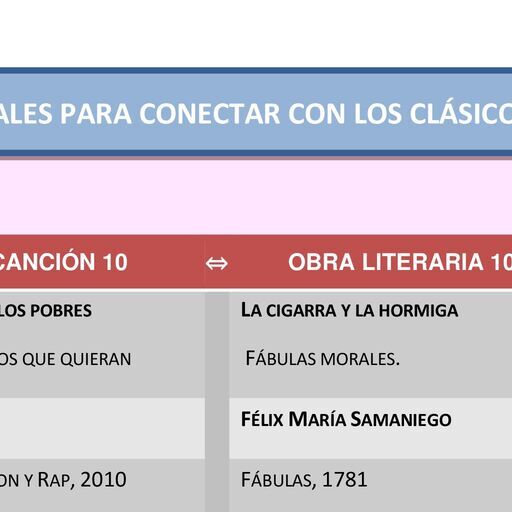 ALES PARA CONECTAR CON LOS CLÁSICO
CANCIÓN 10 ⇔ OBRA LITERARIA 10
LOS POBRES LA CIGARRA Y LA HORMIGA
OS QUE QUIERAN FÁBULAS MORALES.
FÉLIX MARÍA SAMANIEGO
ON Y RAP, 2010 FÁBULAS, 1781